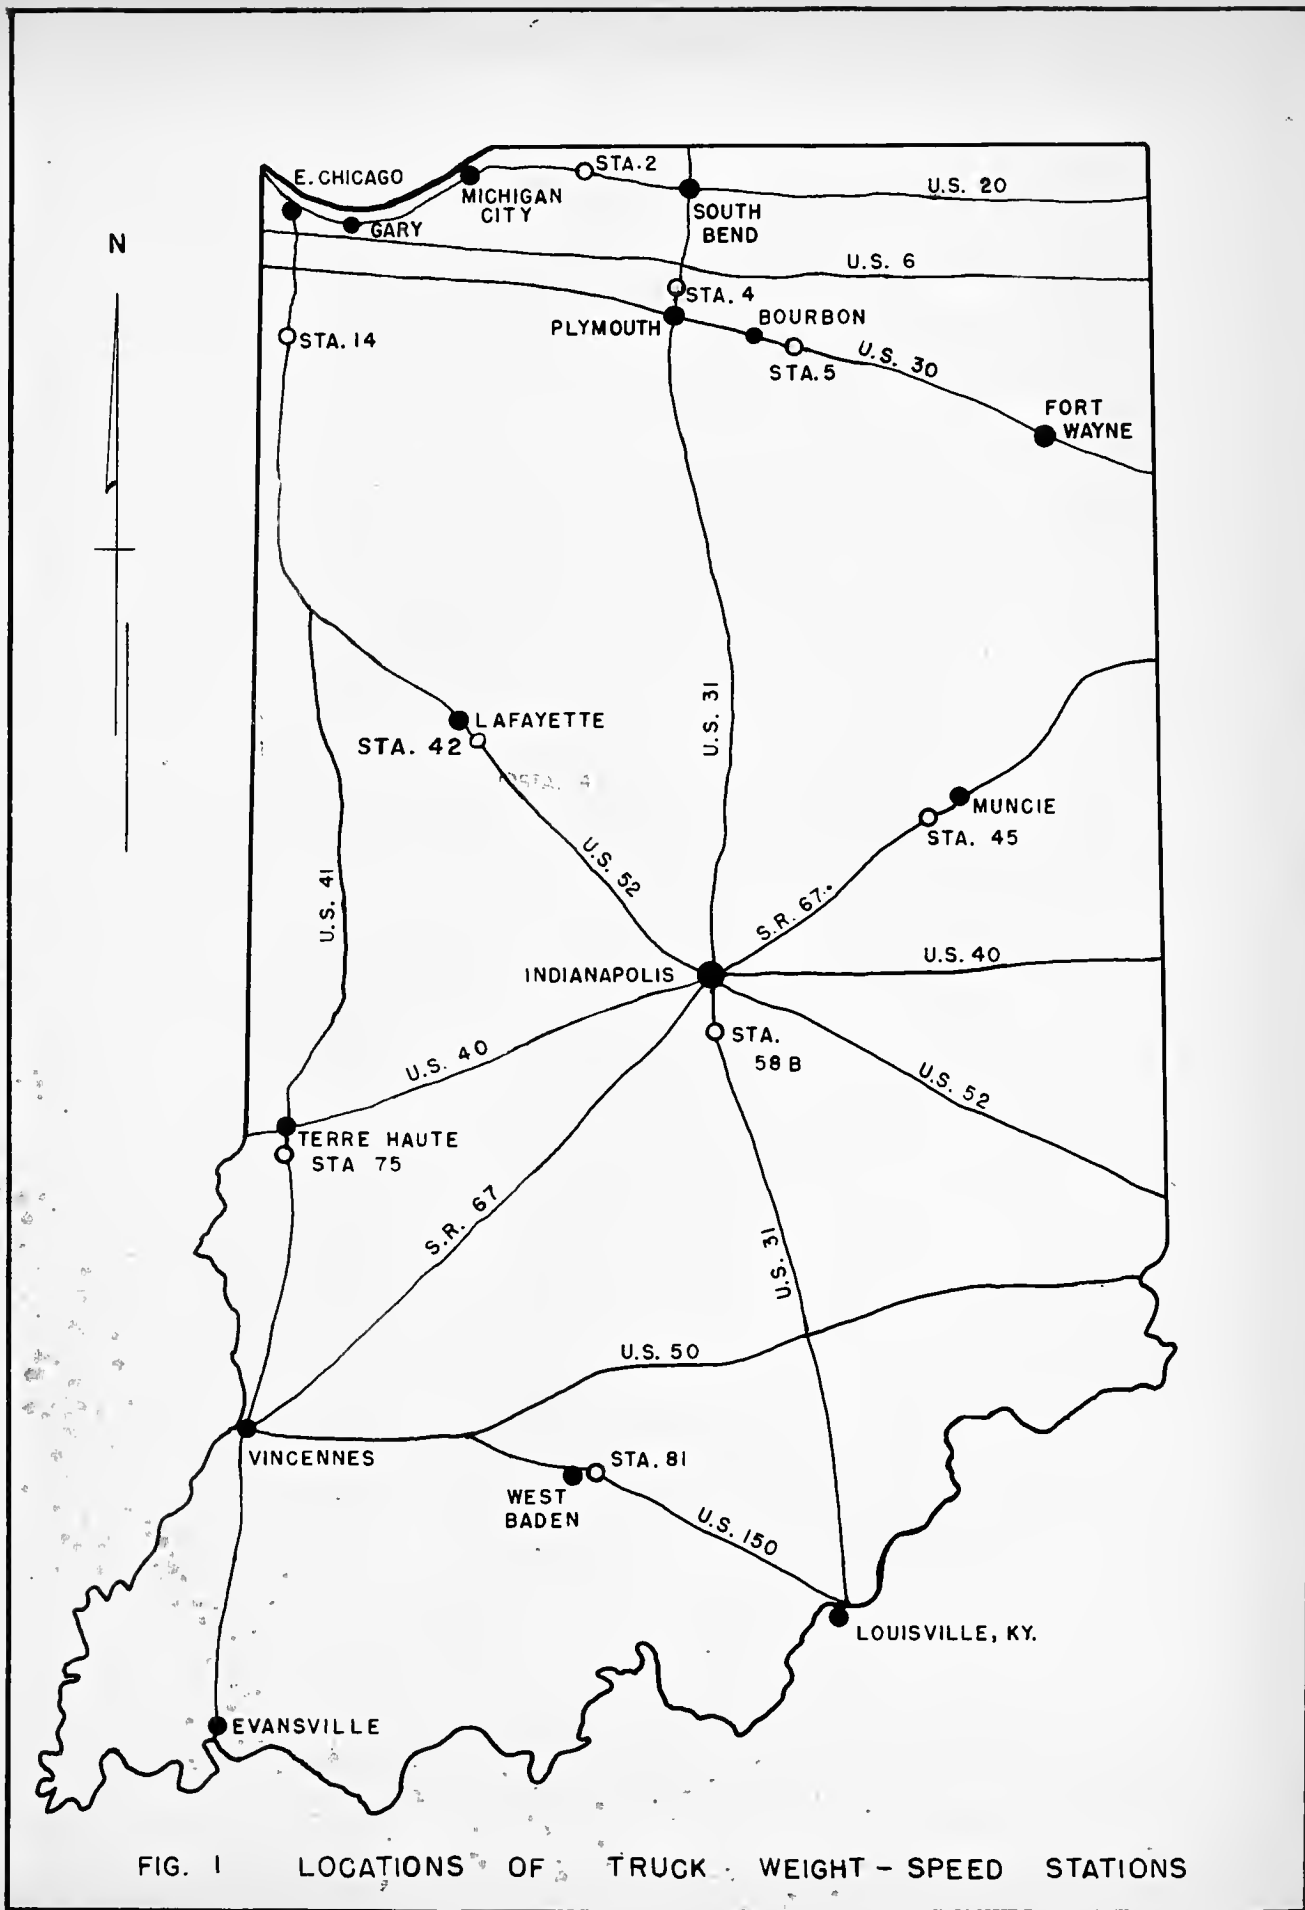 E. CHICAGO
STA. 2
MICHIGAN
CITY
U.S. 20
GARY
SOUTH
BEND
N
U.S. 6
STA. 4
BOURBON
PLYMOUTH
STA. 14
U.S. 30
STA. 5
FORT
WAYNE
U.S. 31
LAFAYETTE
STA. 42
STA. 4
MUNCIE
STA. 45
U.S. 52
U.S. 41
S.R. 67
U.S. 40
INDIANAPOLIS
STA.
58 B
U.S. 40
U.S. 52
TERRE HAUTE
STA 75
S.R. 67
U.S. 31
U.S. 50
VINCENNES
STA. 81
WEST
BADEN
U.S. 150
LOUISVILLE, KY.
EVANSVILLE
FIG. 1 LOCATIONS OF TRUCK WEIGHT - SPEED STATIONS